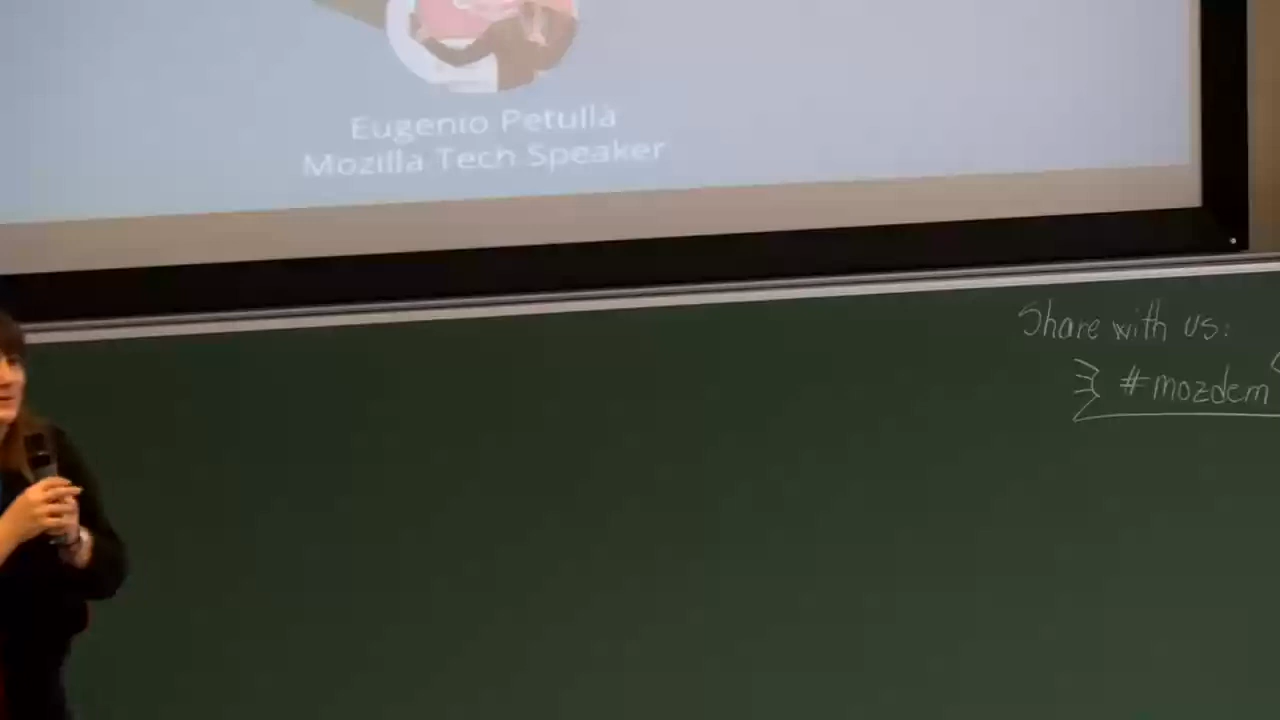 Eugenio Petullà
Mozilla Tech Speaker
Share with us:
#mozdem